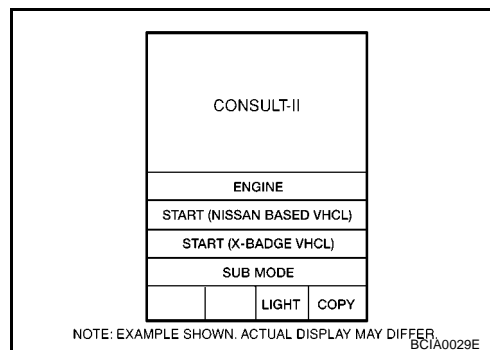 CONSULT-II
ENGINE
START (NISSAN BASED VHCL)
START (X-BADGE VHCL)
SUB MODE
LIGHT COPY
NOTE: EXAMPLE SHOWN. ACTUAL DISPLAY MAY DIFFER.
BCIA0029E